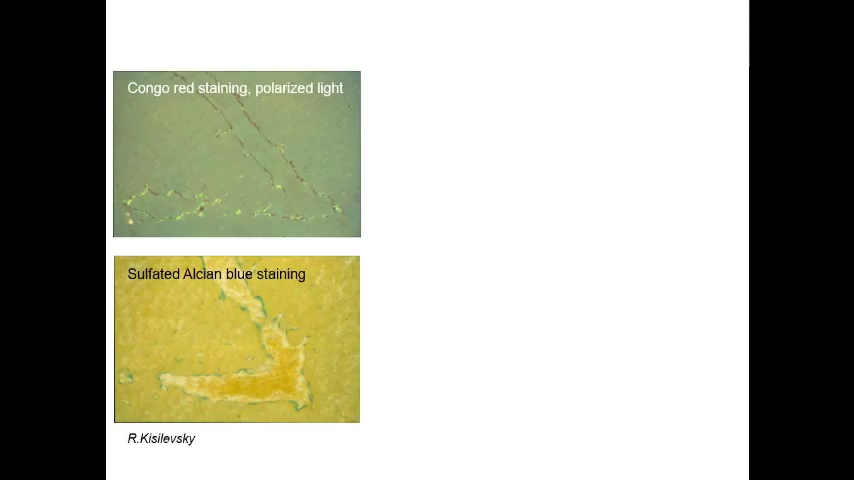 Congo red staining, polarized light
Sulfated Alcian blue staining
R.Kisilevsky